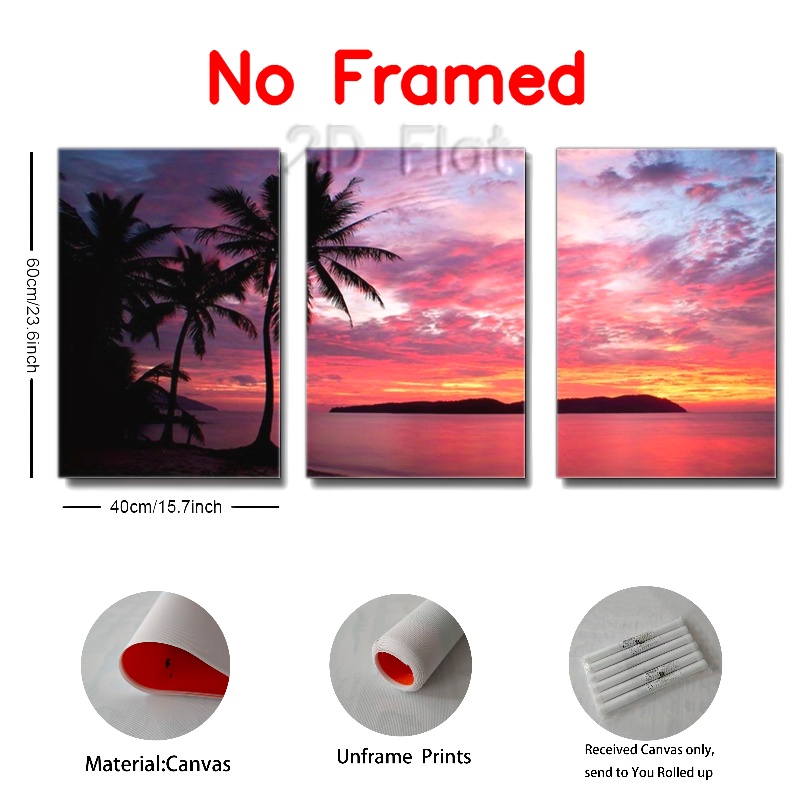 No Framed
2D Flat
60cm/23.6inch
40cm/15.7inch
Material:Canvas
Unframe Prints
Received Canvas only,
send to You Rolled up